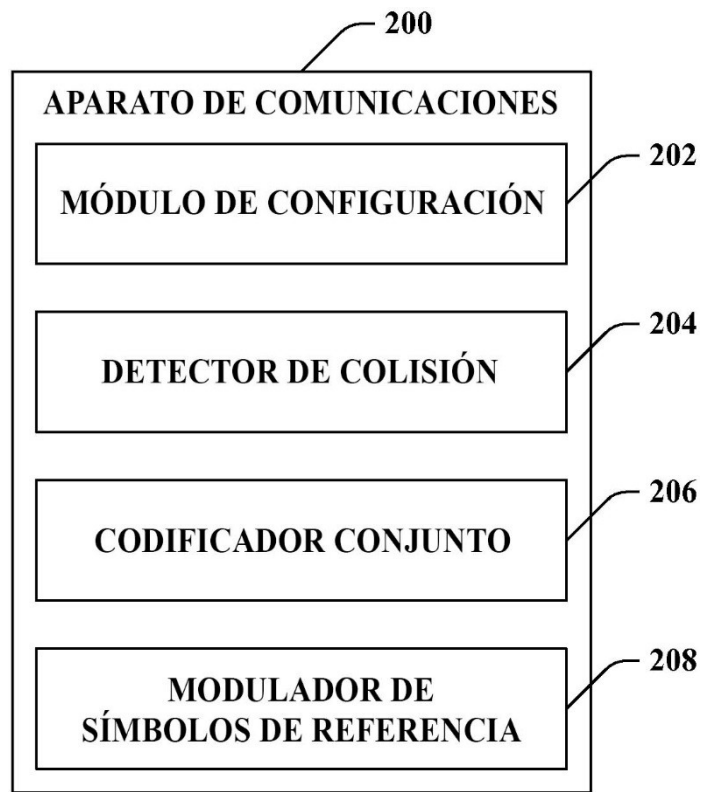 200
APARATO DE COMUNICACIONES
202
MÓDULO DE CONFIGURACIÓN
204
DETECTOR DE COLISIÓN
206
CODIFICADOR CONJUNTO
208
MODULADOR DE
SÍMBOLOS DE REFERENCIA